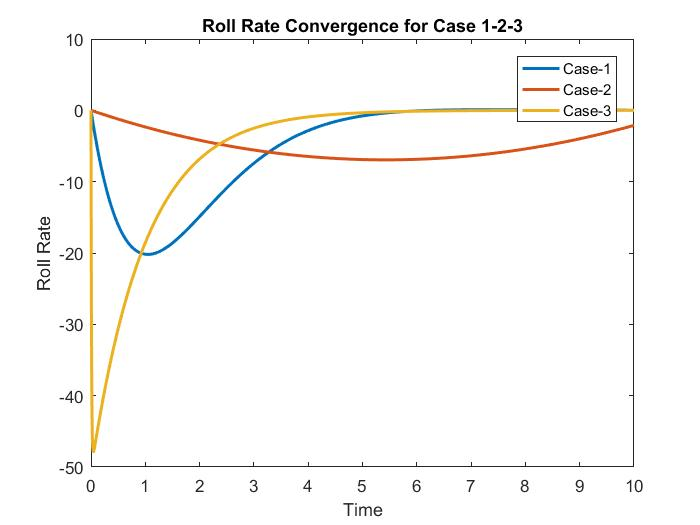 Roll Rate Convergence for Case 1-2-3
10
0
-10
-20
-30
-40
-50
Roll Rate
Case-1
Case-2
Case-3
0 1 2 3 4 5 6 7 8 9 10
Time